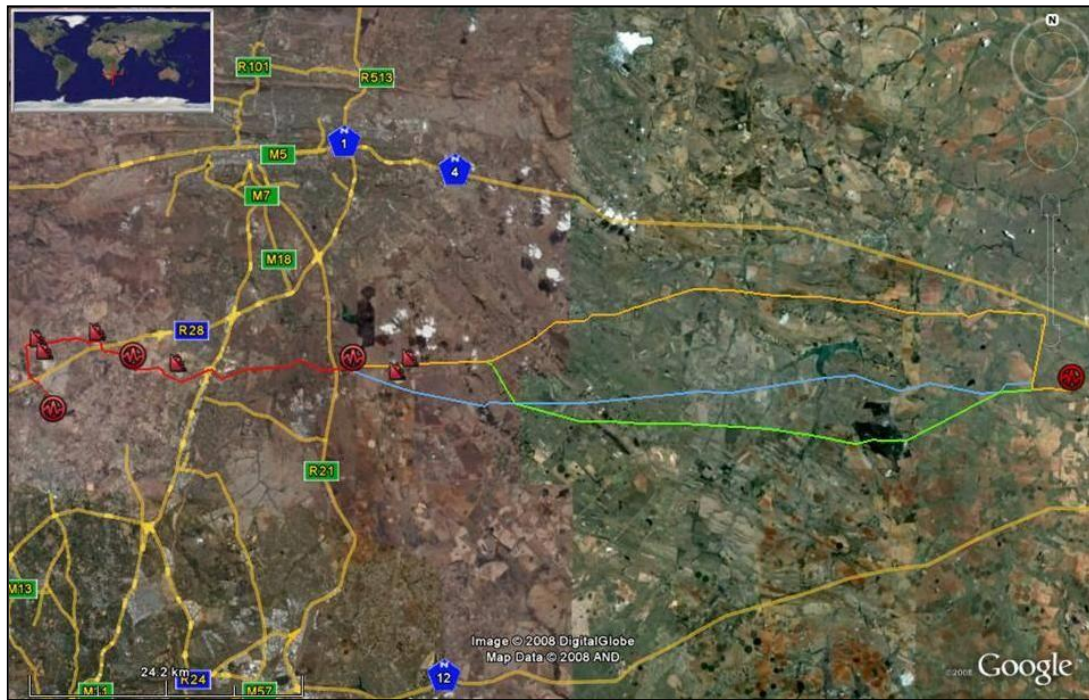 N
R101
R513
N
1
M5
N
4
M7
M18
R28
R21
M13
Image © 2008 DigitalGlobe
Map Data © 2008 AND
24.2 km
R24
M11
M57
12
©2008 Google